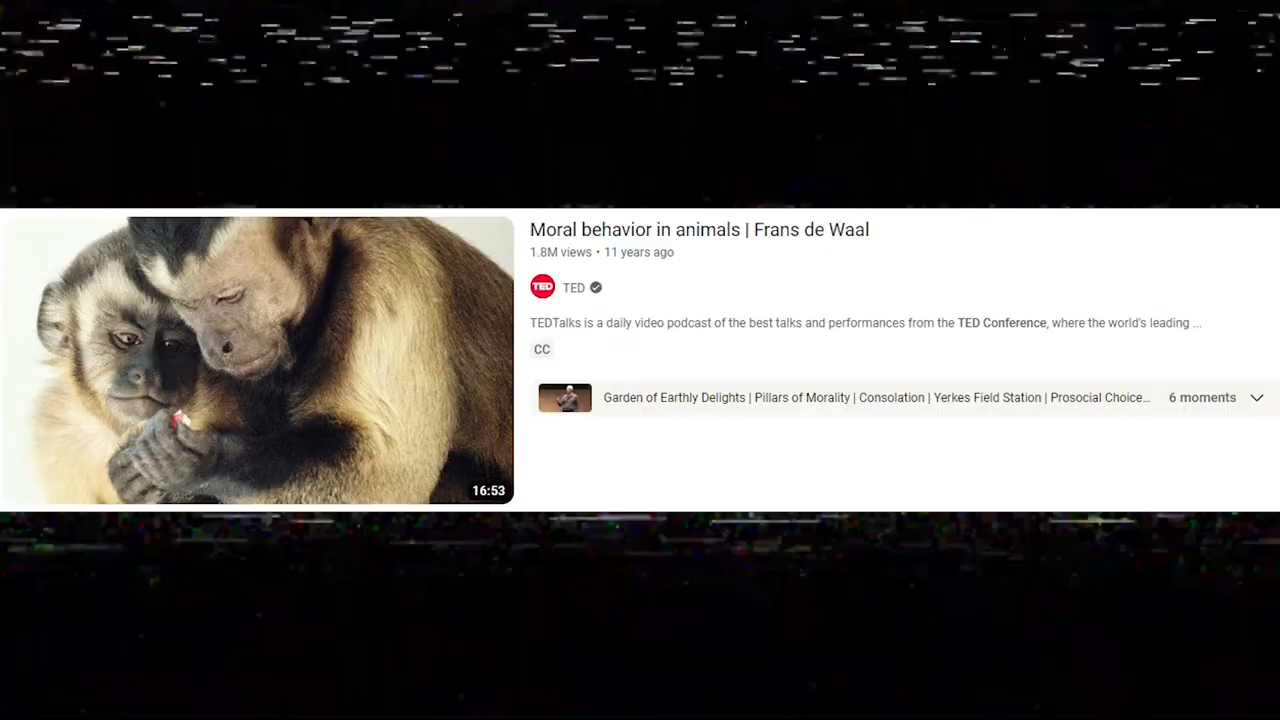 Moral behavior in animals | Frans de Waal
1.8M views • 11 years ago
TED TED
TEDTalks is a daily video podcast of the best talks and performances from the TED Conference, where the world's leading ...
CC
Garden of Earthly Delights | Pillars of Morality | Consolation | Yerkes Field Station | Prosocial Choice... 6 moments
16:53